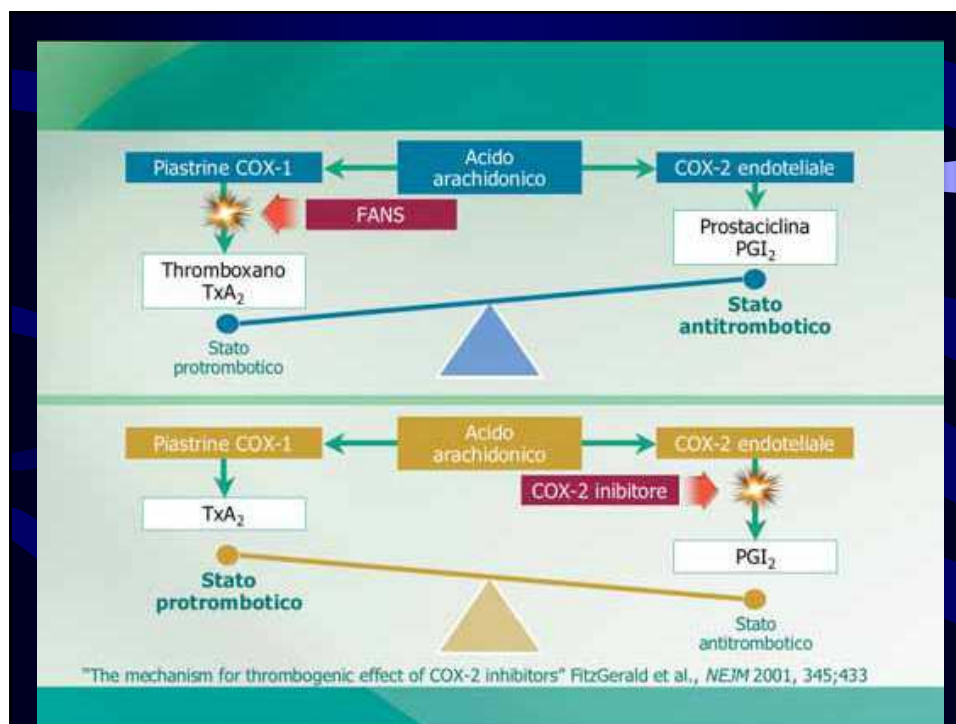 Piastrine COX-1
Acido
arachidonico
COX-2 endoteliale
FANS
Thromboxano
TxA₂
Prostaciclina
PGI₂
Stato
protrombotico
Stato
antitrombotico
Piastrine COX-1
Acido
arachidonico
COX-2 endoteliale
COX-2 inibitore
TxA₂
PGI₂
Stato
protrombotico
Stato
antitrombotico
"The mechanism for thrombogenic effect of COX-2 inhibitors" FitzGerald et al., NEJM 2001, 345;433